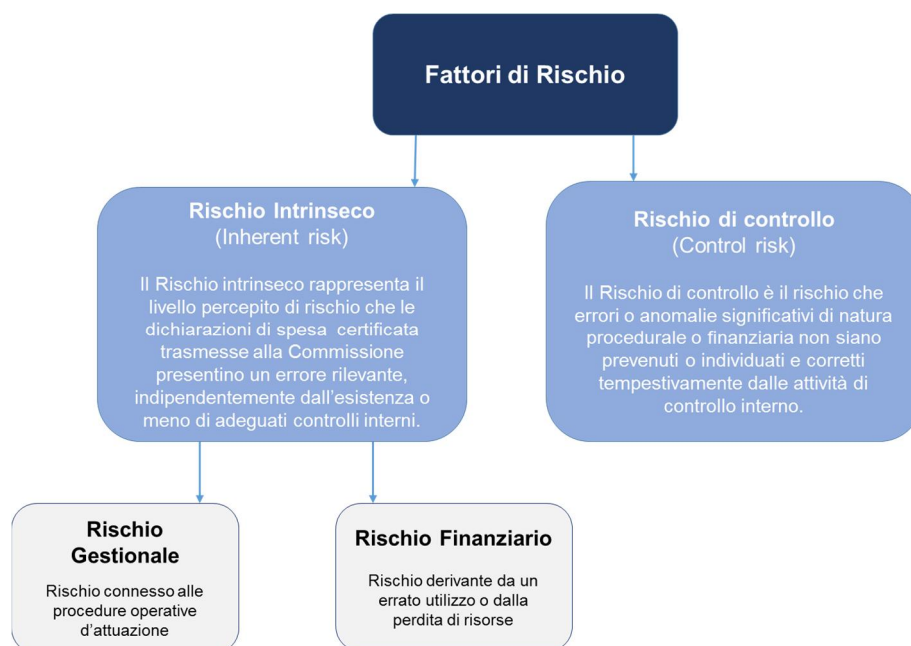 Fattori di Rischio
Rischio Intrinseco
(Inherent risk)
Il Rischio intrinseco rappresenta il
livello percepito di rischio che le
dichiarazioni di spesa certificata
trasmesse alla Commissione
presentino un errore rilevante,
indipendentemente dall'esistenza o
meno di adeguati controlli interni.
Rischio di controllo
(Control risk)
Il Rischio di controllo è il rischio che
errori o anomalie significativi di natura
procedurale o finanziaria non siano
prevenuti o individuati e corretti
tempestivamente dalle attività di
controllo interno.
Rischio
Gestionale
Rischio connesso alle
procedure operative
d'attuazione
Rischio Finanziario
Rischio derivante da un
errato utilizzo o dalla
perdita di risorse